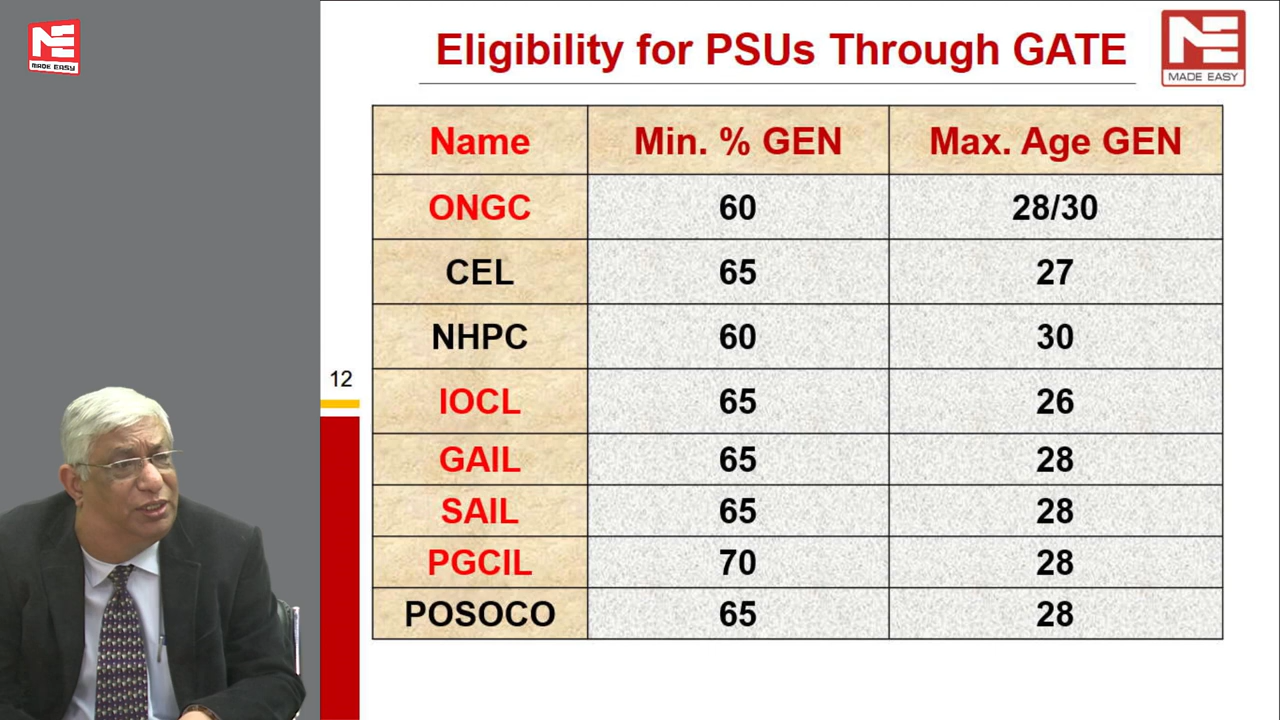 ME
MADE EASY
Eligibility for PSUs Through GATE
ME
MADE EASY
Name Min. % GEN Max. Age GEN
ONGC 60 28/30
CEL 65 27
NHPC 60 30
12
IOCL 65 26
GAIL 65 28
SAIL 65 28
PGCIL 70 28
POSOCO 65 28